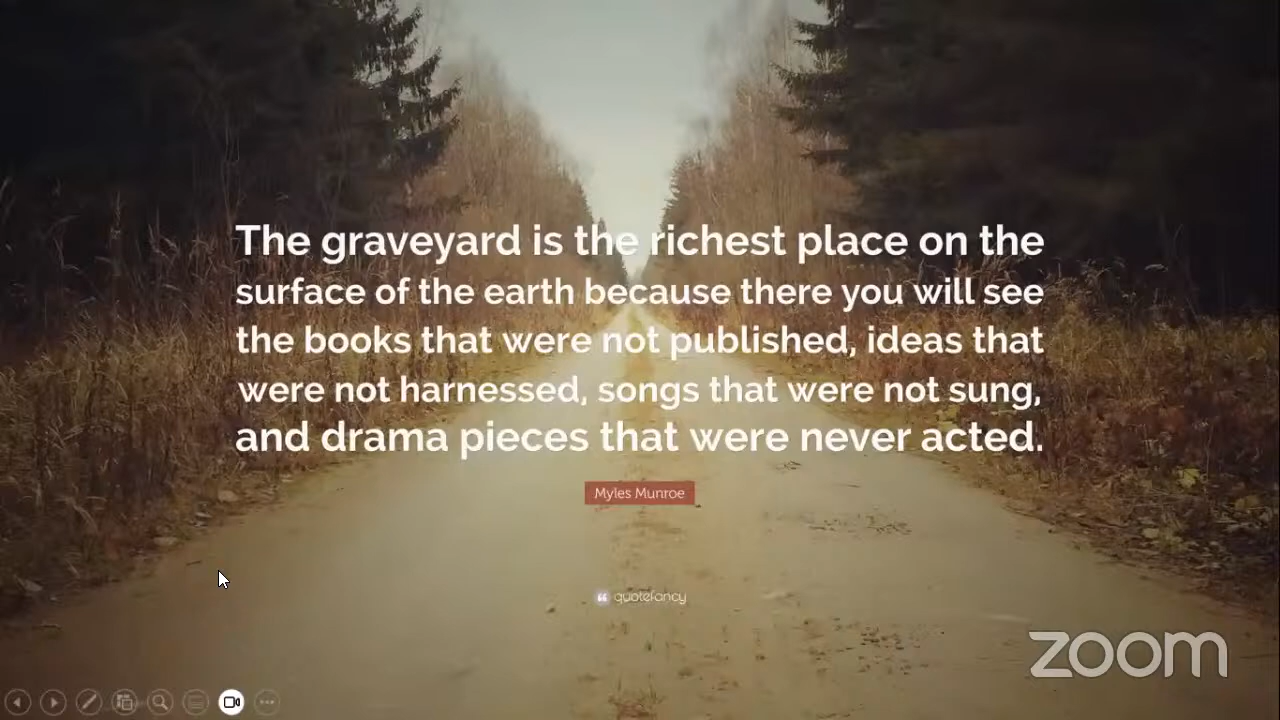 The graveyard is the richest place on the
surface of the earth because there you will see
the books that were not published, ideas that
were not harnessed, songs that were not sung,
and drama pieces that were never acted.
Myles Munroe
quotefancy
zoom